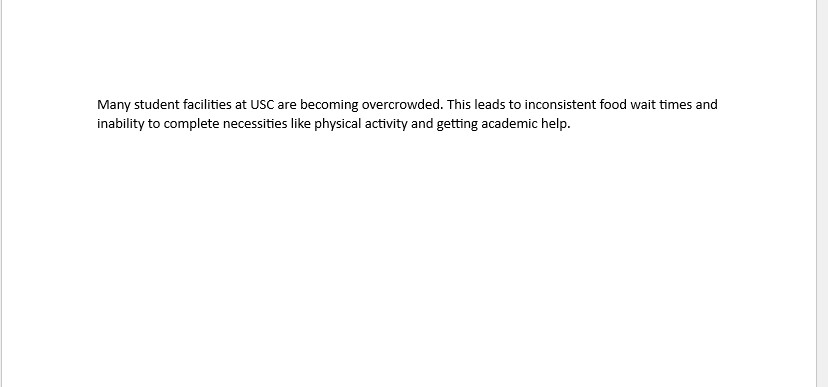 Many student facilities at USC are becoming overcrowded. This leads to inconsistent food wait times and
inability to complete necessities like physical activity and getting academic help.